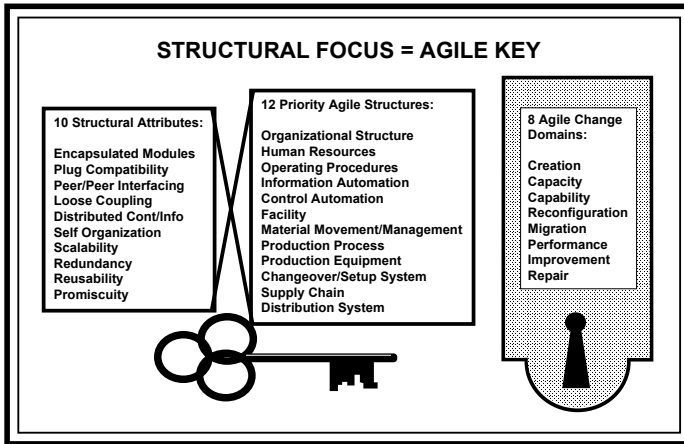 STRUCTURAL FOCUS = AGILE KEY
10 Structural Attributes:
Encapsulated Modules
Plug Compatibility
Peer/Peer Interfacing
Loose Coupling
Distributed Cont/Info
Self Organization
Scalability
Redundancy
Reusability
Promiscuity
12 Priority Agile Structures:
Organizational Structure
Human Resources
Operating Procedures
Information Automation
Control Automation
Facility
Material Movement/Management
Production Process
Production Equipment
Changeover/Setup System
Supply Chain
Distribution System
8 Agile Change
Domains:
Creation
Capacity
Capability
Reconfiguration
Migration
Performance
Improvement
Repair